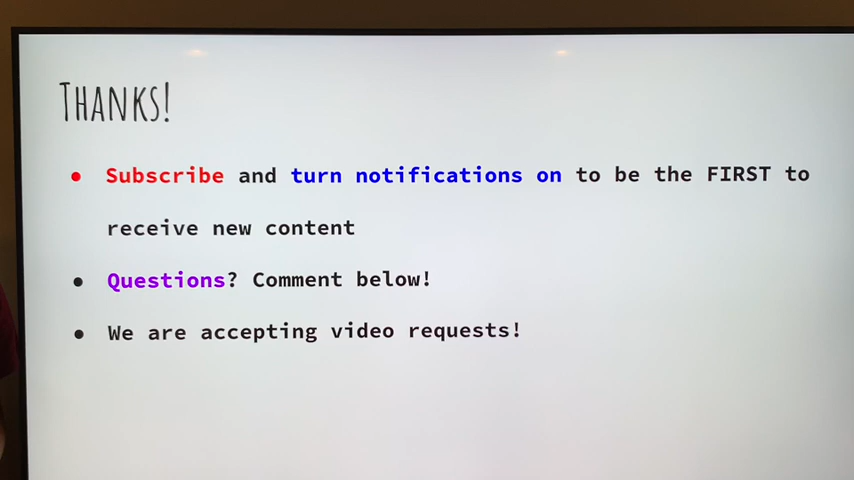 THANKS!
● Subscribe and turn notifications on to be the FIRST to
receive new content
● Questions? Comment below!
● We are accepting video requests!